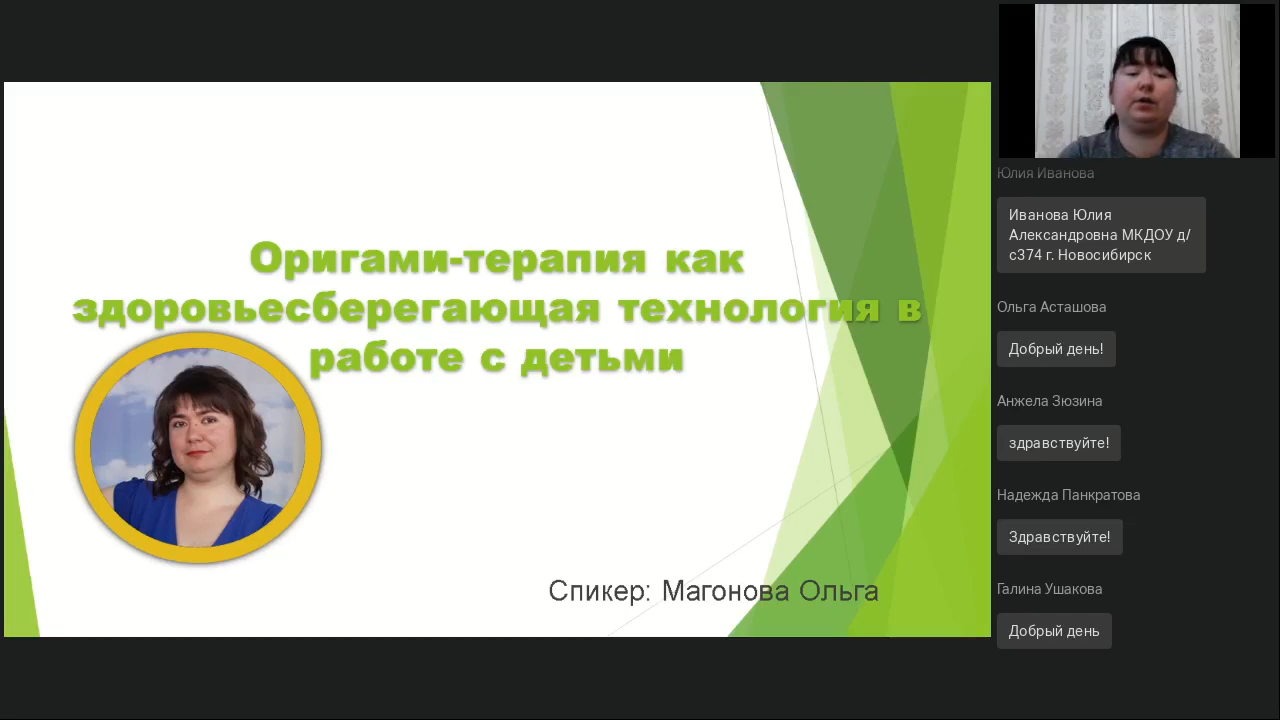 Оригами-терапия как
здоровьесберегающая технология в
работе с детьми
Спикер: Магонова Ольга
Юлия Иванова
Иванова Юлия
Александровна МКДОУ д/
с374 г. Новосибирск
Ольга Асташова
Добрый день!
Анжела Зюзина
здравствуйте!
Надежда Панкратова
Здравствуйте!
Галина Ушакова
Добрый день